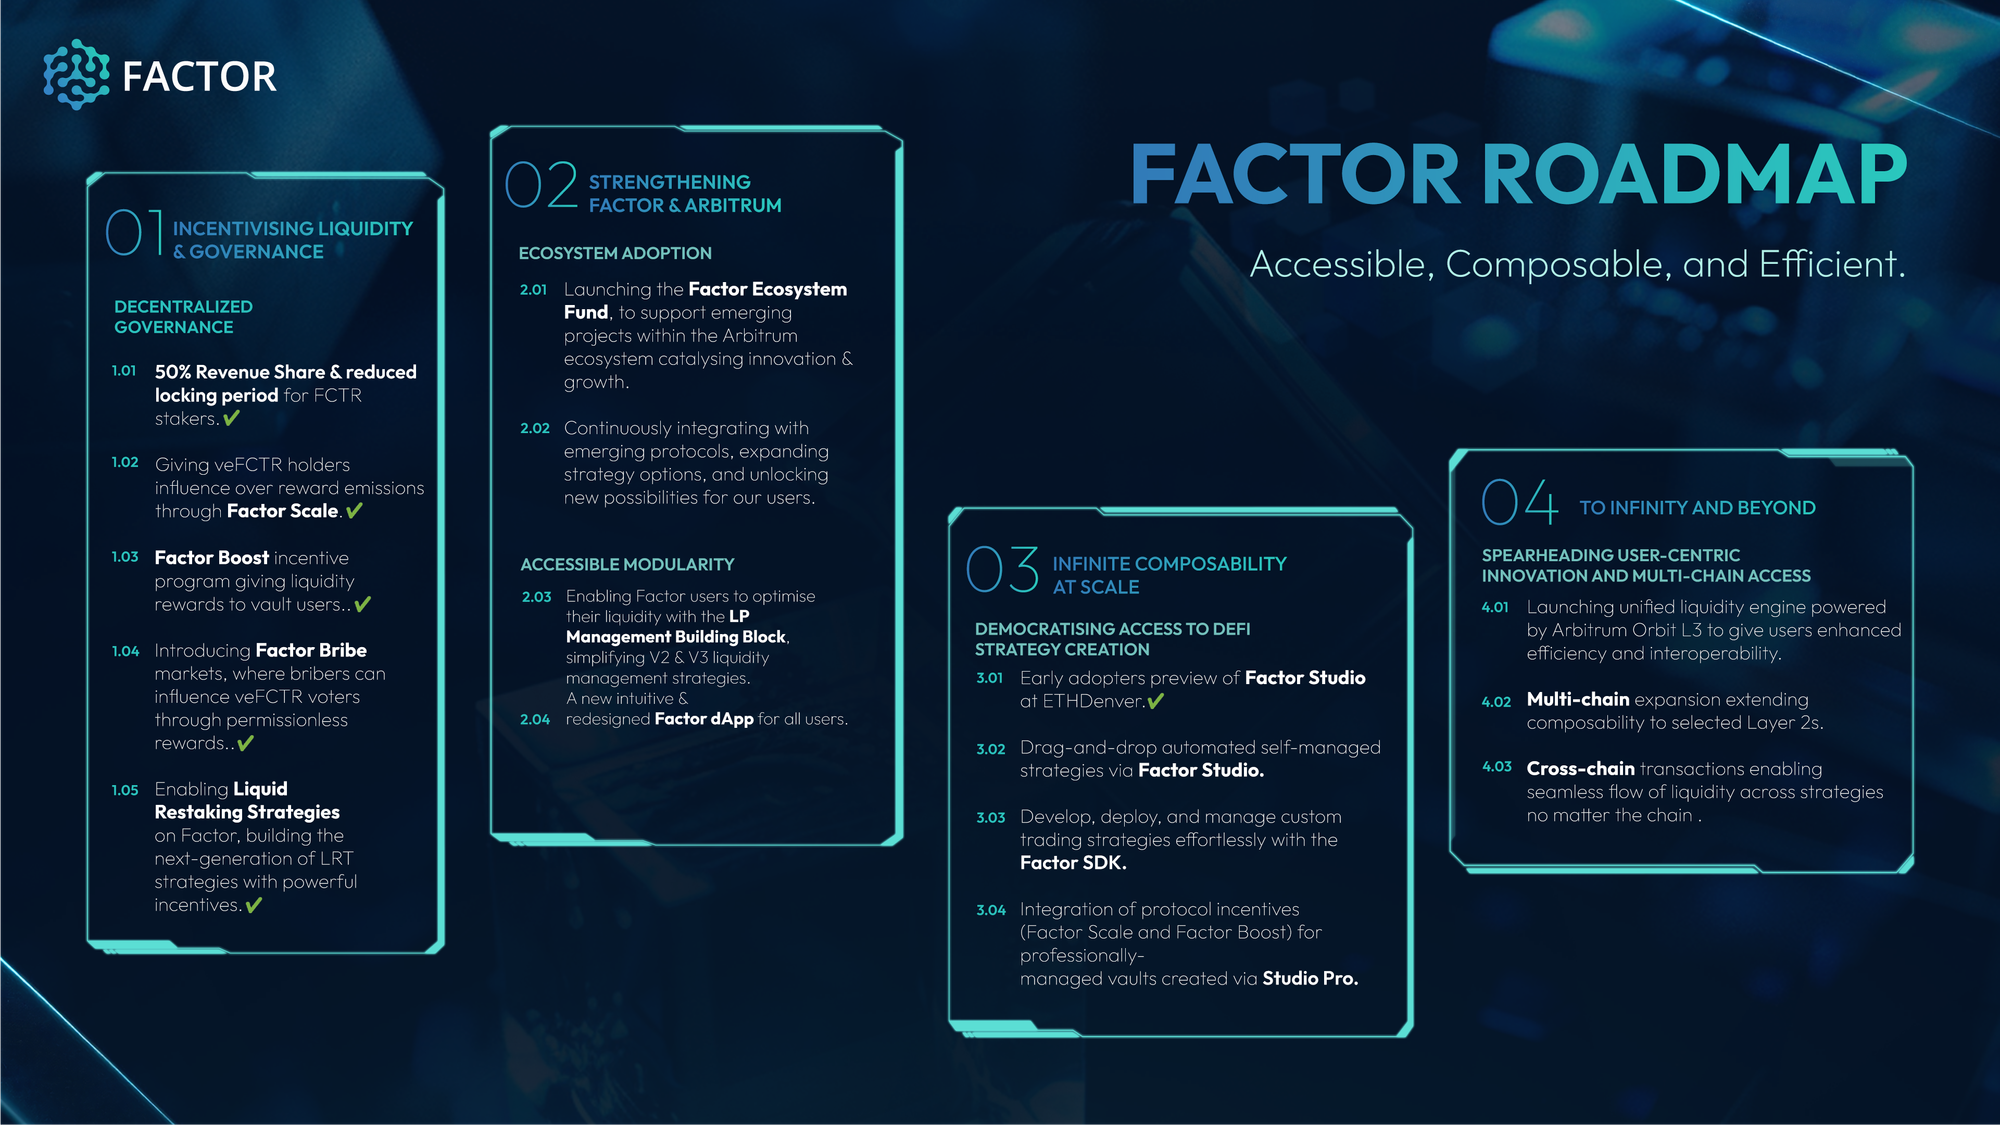 FACTOR
FACTOR ROADMAP
Accessible, Composable, and Efficient.
01 INCENTIVISING LIQUIDITY
& GOVERNANCE
DECENTRALIZED
GOVERNANCE
1.01 50% Revenue Share & reduced
locking period for FCTR
stakers.✔
1.02 Giving veFCTR holders
influence over reward emissions
through Factor Scale.✔
1.03 Factor Boost incentive
program giving liquidity
rewards to vault users..✔
1.04 Introducing Factor Bribe
markets, where bribers can
influence veFCTR voters
through permissionless
rewards..✔
1.05 Enabling Liquid
Restaking Strategies
on Factor, building the
next-generation of LRT
strategies with powerful
incentives.✔
02 STRENGTHENING
FACTOR & ARBITRUM
ECOSYSTEM ADOPTION
2.01 Launching the Factor Ecosystem
Fund, to support emerging
projects within the Arbitrum
ecosystem catalysing innovation &
growth.
2.02 Continuously integrating with
emerging protocols, expanding
strategy options, and unlocking
new possibilities for our users.
ACCESSIBLE MODULARITY
2.03 Enabling Factor users to optimise
their liquidity with the LP
Management Building Block,
simplifying V2 & V3 liquidity
management strategies.
A new intuitive &
2.04 redesigned Factor dApp for all users.
03 INFINITE COMPOSABILITY
AT SCALE
DEMOCRATISING ACCESS TO DEFI
STRATEGY CREATION
3.01 Early adopters preview of Factor Studio
at ETHDenver.✔
3.02 Drag-and-drop automated self-managed
strategies via Factor Studio.
3.03 Develop, deploy, and manage custom
trading strategies effortlessly with the
Factor SDK.
3.04 Integration of protocol incentives
(Factor Scale and Factor Boost) for
professionally-
managed vaults created via Studio Pro.
04 TO INFINITY AND BEYOND
SPEARHEADING USER-CENTRIC
INNOVATION AND MULTI-CHAIN ACCESS
4.01 Launching unified liquidity engine powered
by Arbitrum Orbit L3 to give users enhanced
efficiency and interoperability.
4.02 Multi-chain expansion extending
composability to selected Layer 2s.
4.03 Cross-chain transactions enabling
seamless flow of liquidity across strategies
no matter the chain .